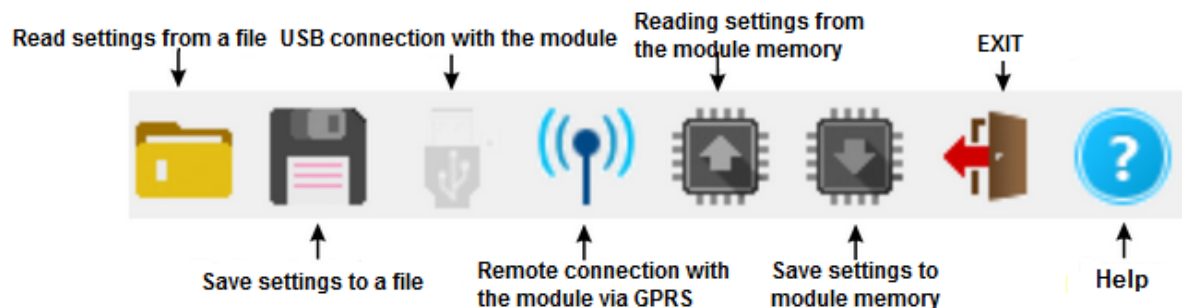 Read settings from a file
USB connection with the module
Reading settings from
the module memory
EXIT
?
Save settings to a file
Remote connection with
the module via GPRS
Save settings to
module memory
Help